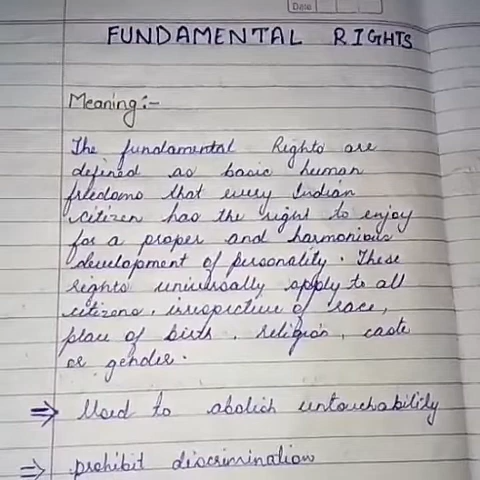 Date
FUNDAMENTAL RIGHTS
Meaning:-
The fundamental Rights are
defined as basic human
freedoms that every Indian
citizen has the right to enjoy
for a proper and harmonious
development of personality. These
rights universally apply to all
citizens, irrespective of race,
place of birth, religion, caste
or gender.
⇒ Used to abolish untouchability
⇒ prohibit discrimination